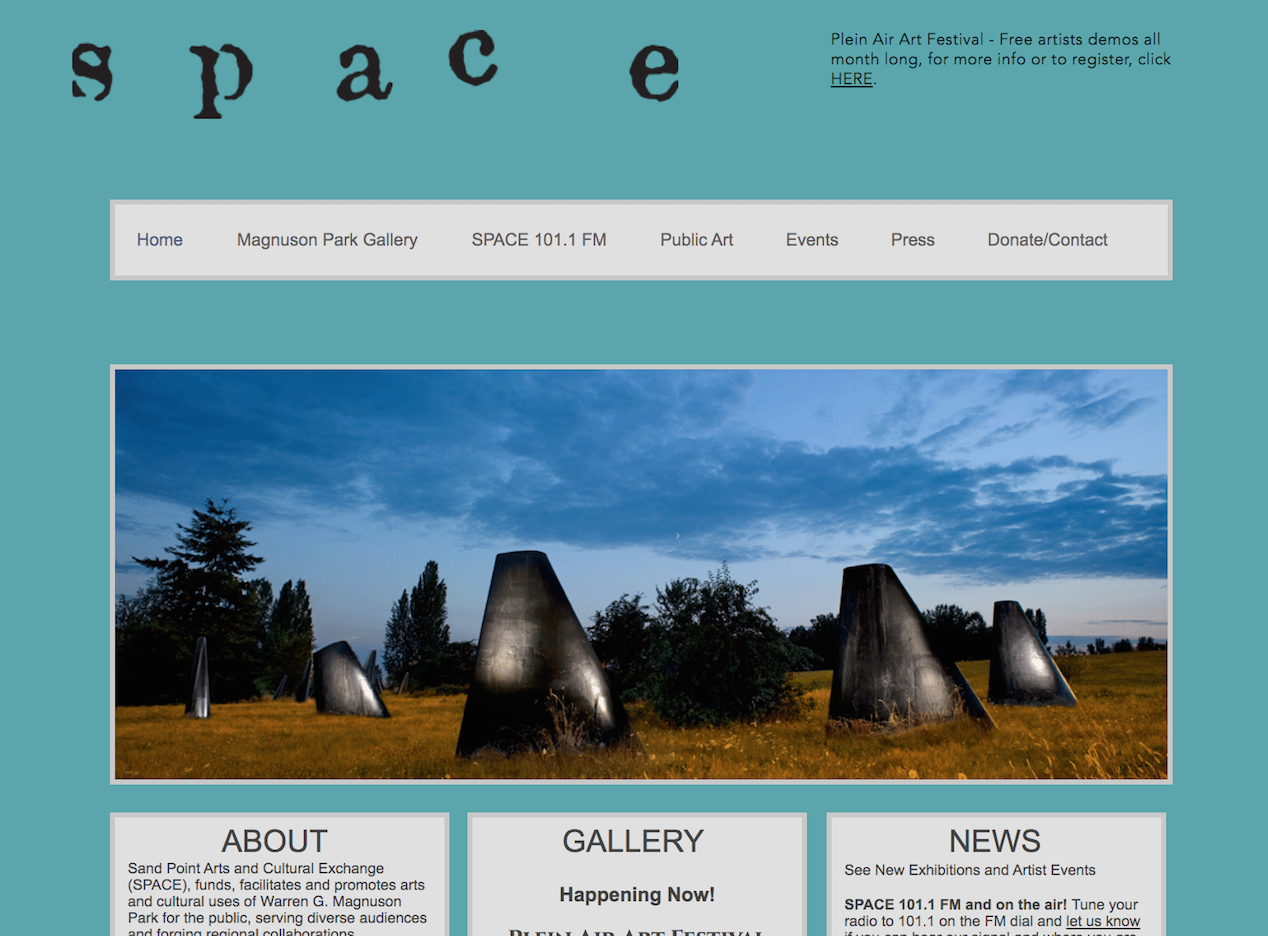 space
Plein Air Art Festival - Free artists demos all
month long, for more info or to register, click
HERE.
Home Magnuson Park Gallery SPACE 101.1 FM Public Art Events Press Donate/Contact
ABOUT
Sand Point Arts and Cultural Exchange
(SPACE), funds, facilitates and promotes arts
and cultural uses of Warren G. Magnuson
Park for the public, serving diverse audiences
and forging regional collaborations
GALLERY
Happening Now!
PLEIN AIR ART FESTIVAL
NEWS
See New Exhibitions and Artist Events
SPACE 101.1 FM and on the air! Tune your
radio to 101.1 on the FM dial and let us know
if you can hear our signal and where you are